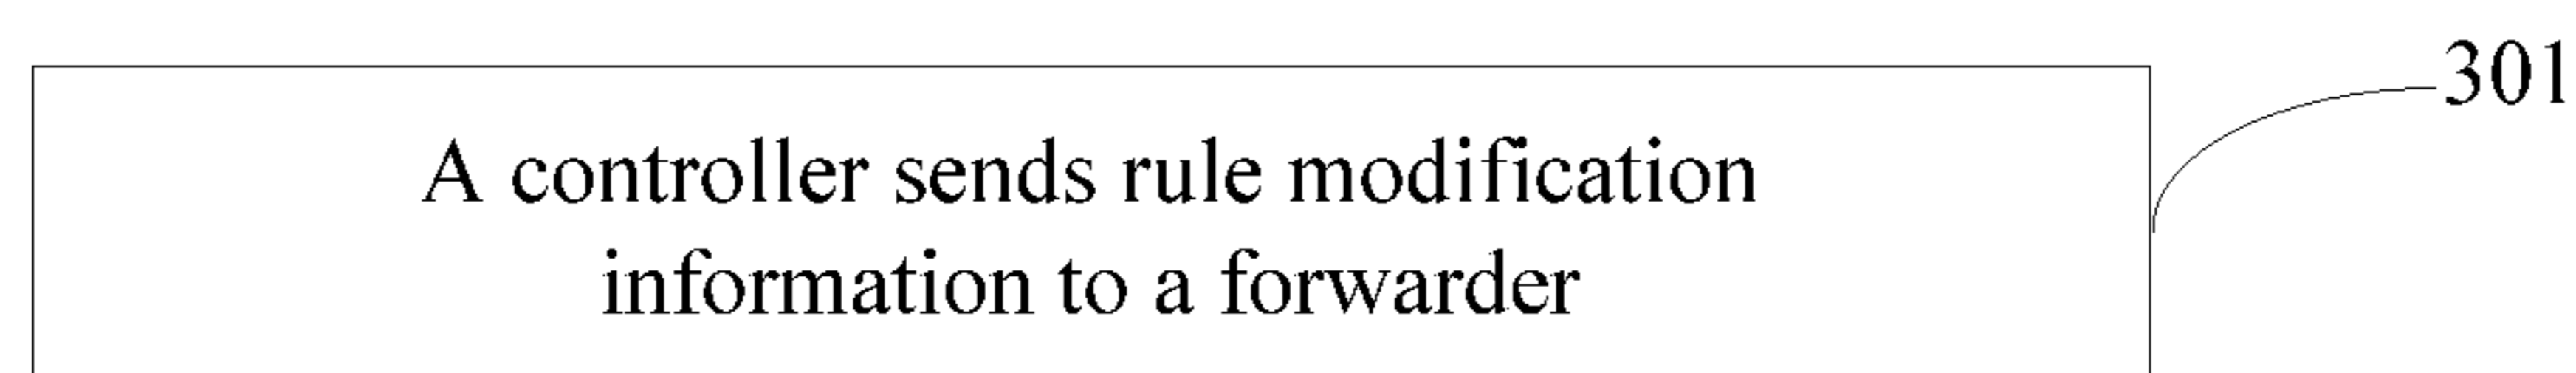 301
A controller sends rule modification
information to a forwarder